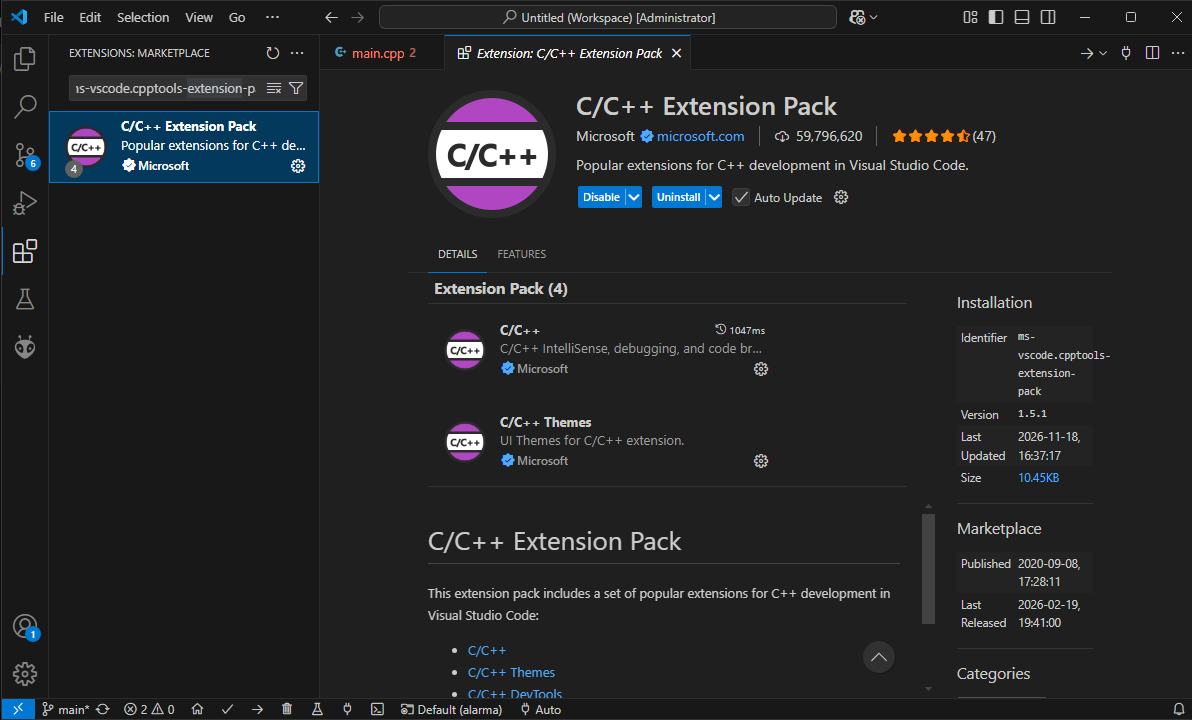 File Edit Selection View Go ··· Untitled (Workspace) [Administrator]
EXTENSIONS: MARKETPLACE
ms-vscode.cpptools-extension-p
C/C++
4
C/C++ Extension Pack
Popular extensions for C++ de...
Microsoft
6
1
main.cpp 2
Extension: C/C++ Extension Pack
C/C++
C/C++ Extension Pack
Microsoft microsoft.com 59,796,620 (47)
Popular extensions for C++ development in Visual Studio Code.
Disable Uninstall Auto Update
DETAILS FEATURES
Extension Pack (4)
C/C++
C/C++ 1047ms
C/C++ IntelliSense, debugging, and code br...
Microsoft
C/C++
C/C++ Themes
UI Themes for C/C++ extension.
Microsoft
C/C++ Extension Pack
This extension pack includes a set of popular extensions for C++ development in
Visual Studio Code:
C/C++
C/C++ Themes
C/C++ DevTools
Installation
Identifier ms-
vscode.cpptools-
extension-
pack
Version 1.5.1
Last 2026-11-18,
Updated 16:37:17
Size 10.45KB
Marketplace
Published 2020-09-08,
17:28:11
Last 2026-02-19,
Released 19:41:00
Categories
main* 2 0 Default (alarma) Auto